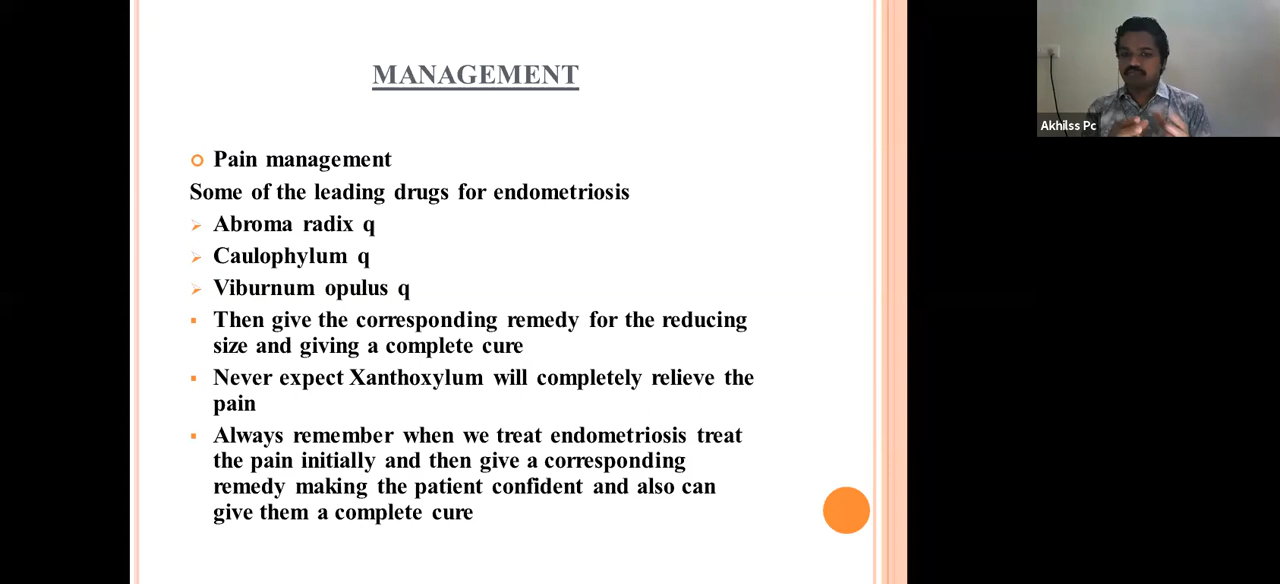 MANAGEMENT
Pain management
Some of the leading drugs for endometriosis
Abroma radix q
Caulophylum q
Viburnum opulus q
Then give the corresponding remedy for the reducing
size and giving a complete cure
Never expect Xanthoxylum will completely relieve the
pain
Always remember when we treat endometriosis treat
the pain initially and then give a corresponding
remedy making the patient confident and also can
give them a complete cure
Akhilss Pc